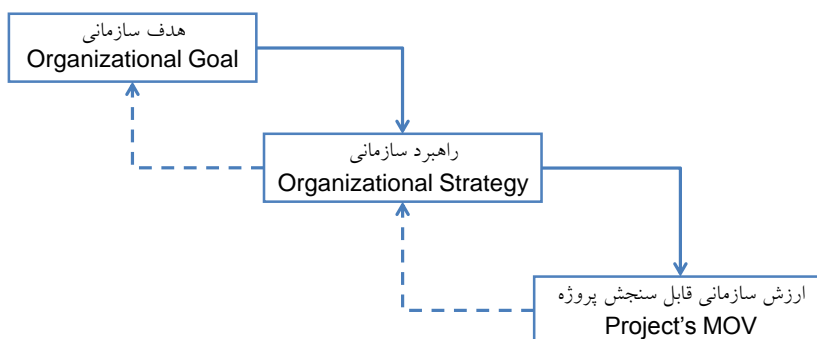 هدف سازمانی
Organizational Goal
راهبرد سازمانی
Organizational Strategy
ارزش سازمانی قابل سنجش پروژه
Project's MOV